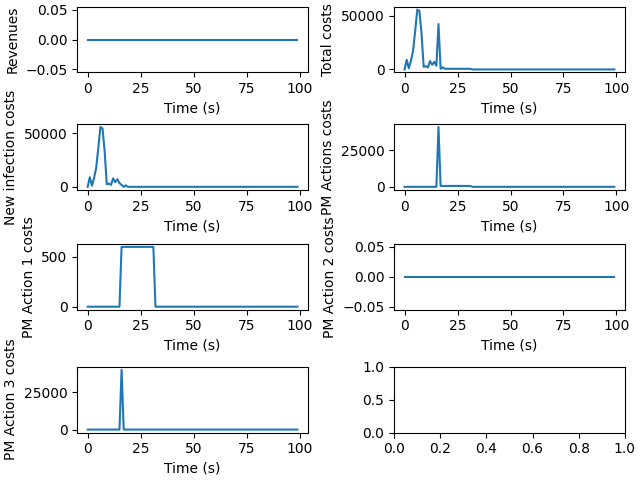 Revenues
0.05
0.00
−0.05
0 25 50 75 100
Time (s)
Total costs
50000
0
0 25 50 75 100
Time (s)
New infection costs
50000
0
0 25 50 75 100
Time (s)
PM Actions costs
25000
0
0 25 50 75 100
Time (s)
PM Action 1 costs
500
0
0 25 50 75 100
Time (s)
PM Action 2 costs
0.05
0.00
−0.05
0 25 50 75 100
Time (s)
PM Action 3 costs
25000
0
0 25 50 75 100
Time (s)
1.0
0.5
0.0
0.0 0.2 0.4 0.6 0.8 1.0